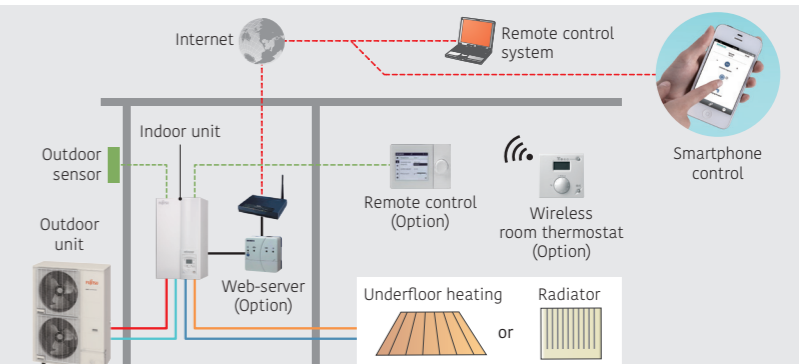 Internet
Remote control
system
Indoor unit
Outdoor
sensor
Smartphone
control
Remote control
(Option)
Wireless
room thermostat
(Option)
Outdoor
unit
Web-server
(Option)
Underfloor heating
Radiator
or
FUJITSU